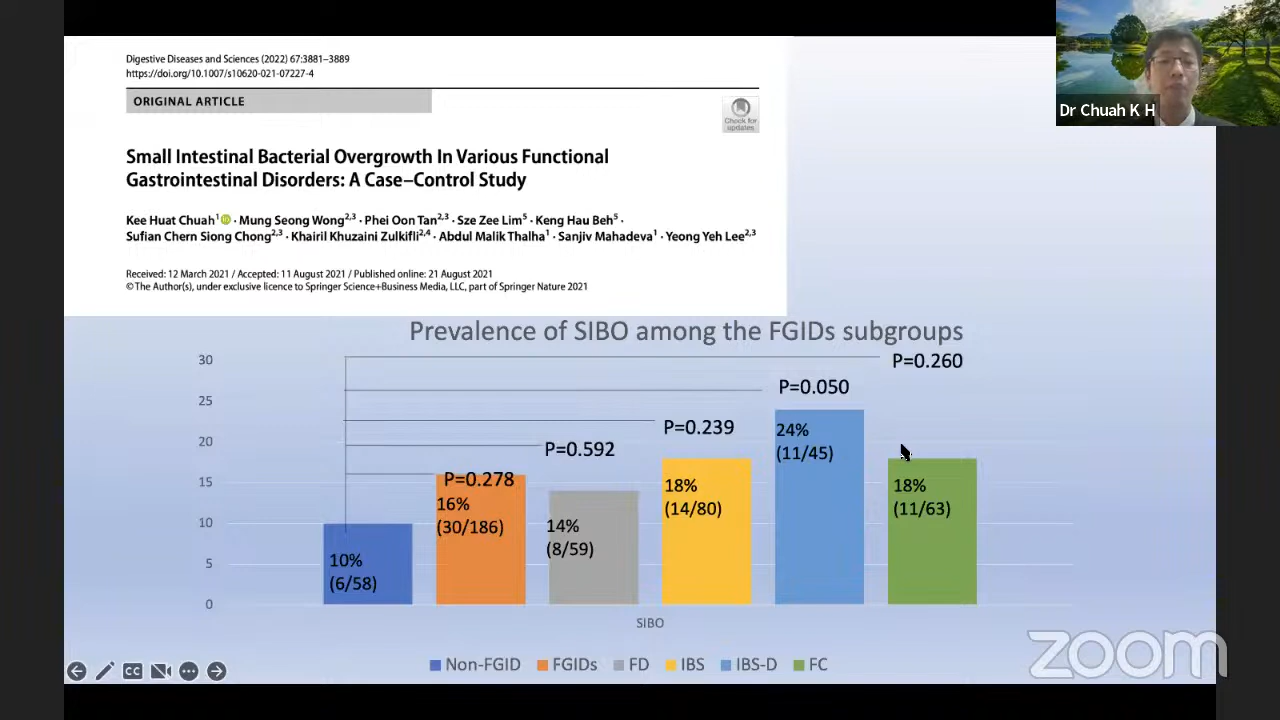 Digestive Diseases and Sciences (2022) 67:3881–3889
https://doi.org/10.1007/s10620-021-07227-4
ORIGINAL ARTICLE
Check for
updates
Small Intestinal Bacterial Overgrowth In Various Functional
Gastrointestinal Disorders: A Case–Control Study
Kee Huat Chuah1 · Mung Seong Wong2,3 · Phei Oon Tan2,3 · Sze Zee Lim5 · Keng Hau Beh5 ·
Sufian Chern Siong Chong2,3 · Khairil Khuzaini Zulkifli2,4 · Abdul Malik Thalha1 · Sanjiv Mahadeva1 · Yeong Yeh Lee2,3
Received: 12 March 2021 / Accepted: 11 August 2021 / Published online: 21 August 2021
© The Author(s), under exclusive licence to Springer Science+Business Media, LLC, part of Springer Nature 2021
Dr Chuah K H
Prevalence of SIBO among the FGIDs subgroups
30
25
20
15
10
5
0
P=0.278
P=0.592
P=0.239
P=0.050
P=0.260
10%
(6/58)
16%
(30/186)
14%
(8/59)
18%
(14/80)
24%
(11/45)
18%
(11/63)
SIBO
Non-FGID FGIDs FD IBS IBS-D FC
CC
zoom